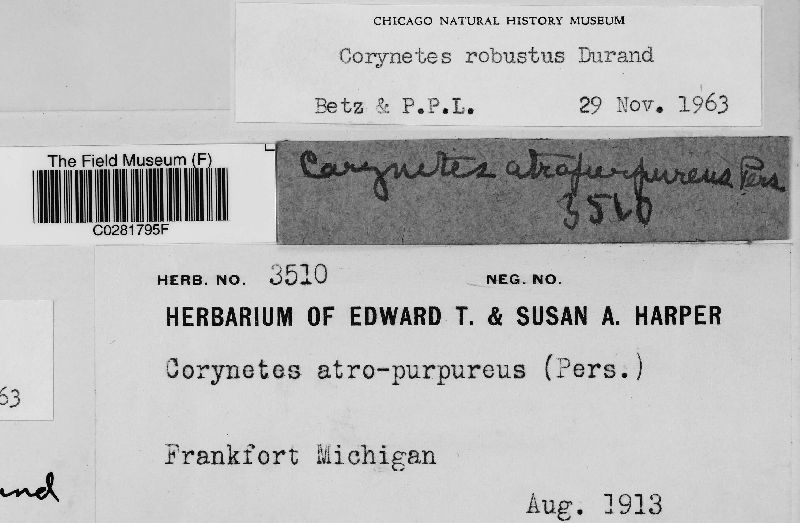 CHICAGO NATURAL HISTORY MUSEUM
Corynetes robustus Durand
Betz & P.P.L. 29 Nov. 1963
The Field Museum (F)
C0281795F
Corynetes atropurpureus Pers.
3510
HERB. NO. 3510 NEG. NO.
HERBARIUM OF EDWARD T. & SUSAN A. HARPER
Corynetes atro-purpureus (Pers.)
Frankfort Michigan
Aug. 1913
63